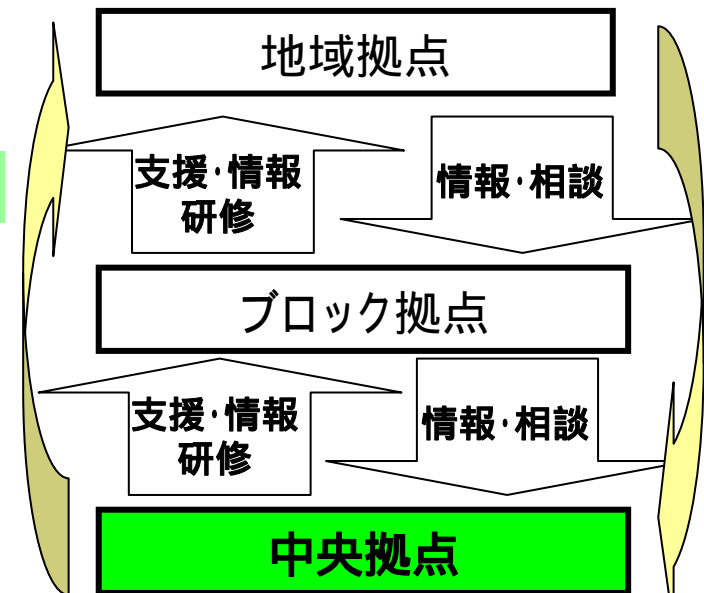 地域拠点
支援・情報
研修
情報・相談
ブロック拠点
支援・情報
研修
情報・相談
中央拠点